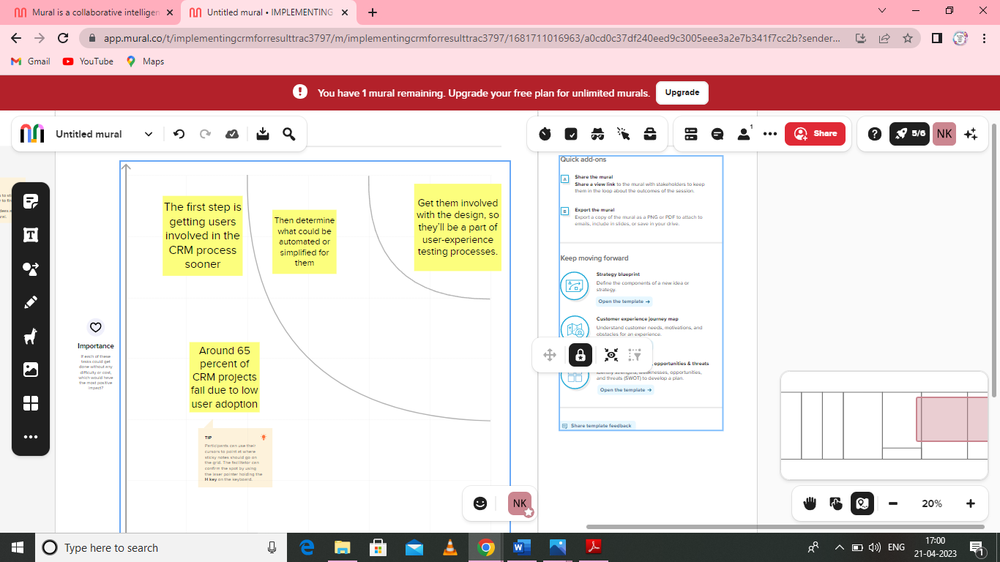 Mural is a collaborative intelligen
Untitled mural • IMPLEMENTING
app.mural.co/t/implementingcrmforresulttrac3797/m/implementingcrmforresulttrac3797/1681711016963/a0cd0c37df240eed9c3005eee3a2e7b341f7cc2b?sender...
Gmail
YouTube
Maps
You have 1 mural remaining. Upgrade your free plan for unlimited murals.
Upgrade
Untitled mural
1
Share
5/6
NK
Quick add-ons
A
Share the mural
Share a view link to the mural with stakeholders to keep
them in the loop about the outcomes of the session.
B
Export the mural
Export a copy of the mural as a PNG or PDF to attach to
emails, include in slides, or save in your drive.
The first step is
getting users
involved in the
CRM process
sooner
Then determine
what could be
automated or
simplified for
them
Get them involved
with the design, so
they'll be a part of
user-experience
testing processes.
Keep moving forward
Strategy blueprint
Define the components of a new idea or
strategy.
Open the template →
Customer experience journey map
Understand customer needs, motivations, and
obstacles for an experience.
opportunities & threats
weaknesses, opportunities,
and threats (SWOT) to develop a plan.
Open the template →
Share template feedback
Importance
If each of these
tasks could get
done without any
difficulty or cost,
which would have
the most positive
impact?
Around 65
percent of
CRM projects
fail due to low
user adoption
TIP
Participants can use their
cursors to point at where
sticky notes should go on
the grid. The facilitator can
confirm the spot by using
the laser pointer holding the
H key on the keyboard.
NK
20%
Type here to search
ENG
17:00
21-04-2023
1